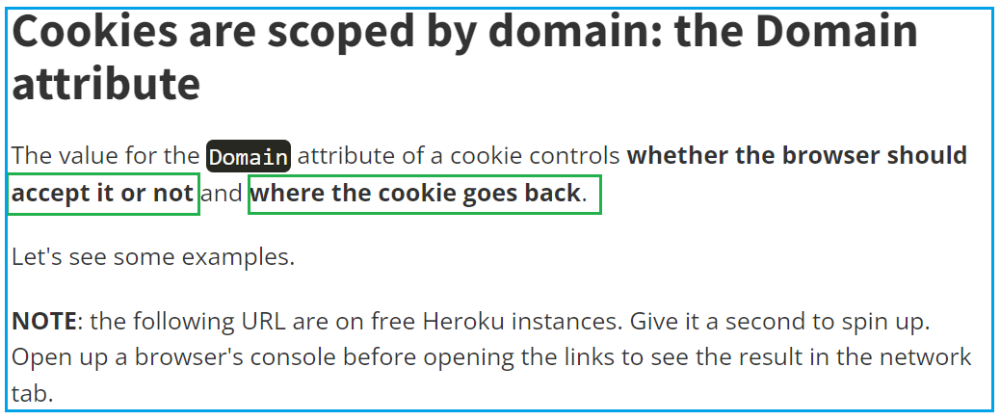 Cookies are scoped by domain: the Domain
attribute
The value for the Domain attribute of a cookie controls whether the browser should
accept it or not and where the cookie goes back.
Let's see some examples.
NOTE: the following URL are on free Heroku instances. Give it a second to spin up.
Open up a browser's console before opening the links to see the result in the network
tab.